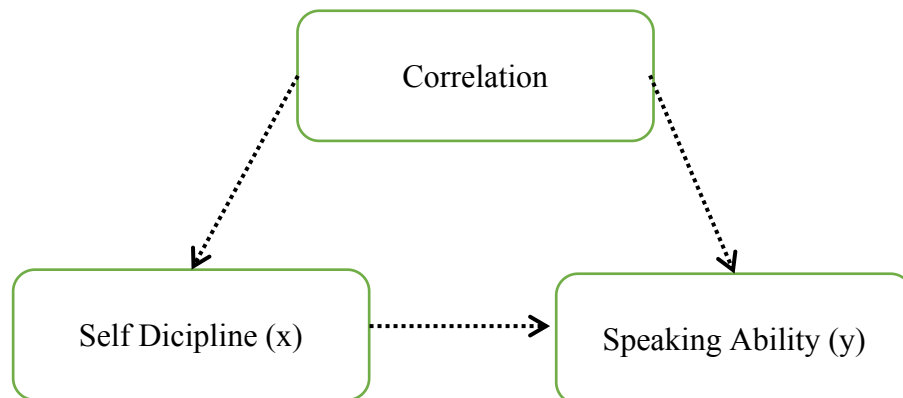 Correlation
Self Dicipline (x)
Speaking Ability (y)